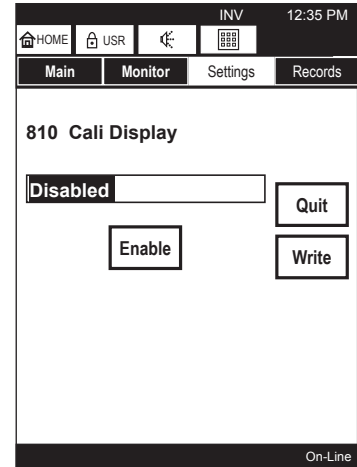 INV 12:35 PM
HOME USR
Main Monitor Settings Records
810 Cali Display
Disabled
Quit
Enable
Write
On-Line